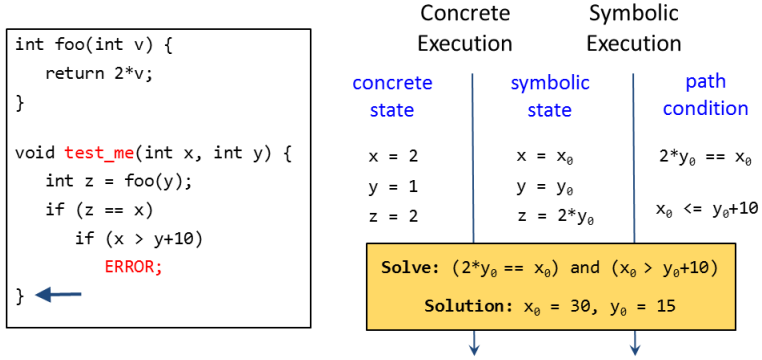 int foo(int v) {
return 2*v;
}
void test_me(int x, int y) {
int z = foo(y);
if (z == x)
if (x > y+10)
ERROR;
}
Concrete Execution
Symbolic Execution
concrete state
symbolic state
path condition
x = 2
y = 1
z = 2
x = x₀
y = y₀
z = 2*y₀
2*y₀ == x₀
x₀ <= y₀+10
Solve: (2*y₀ == x₀) and (x₀ > y₀+10)
Solution: x₀ = 30, y₀ = 15